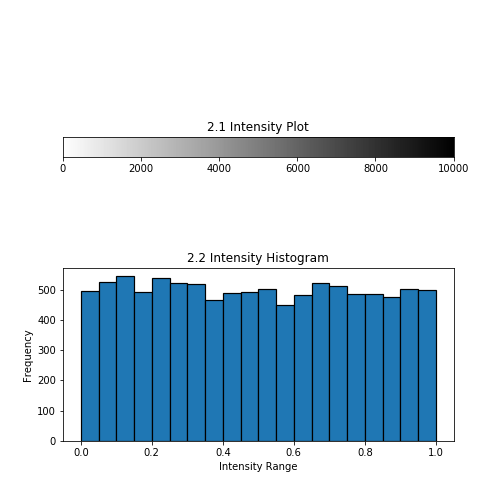 2.1 Intensity Plot
0 2000 4000 6000 8000 10000
2.2 Intensity Histogram
500
400
300
200
100
0
Frequency
0.0 0.2 0.4 0.6 0.8 1.0
Intensity Range